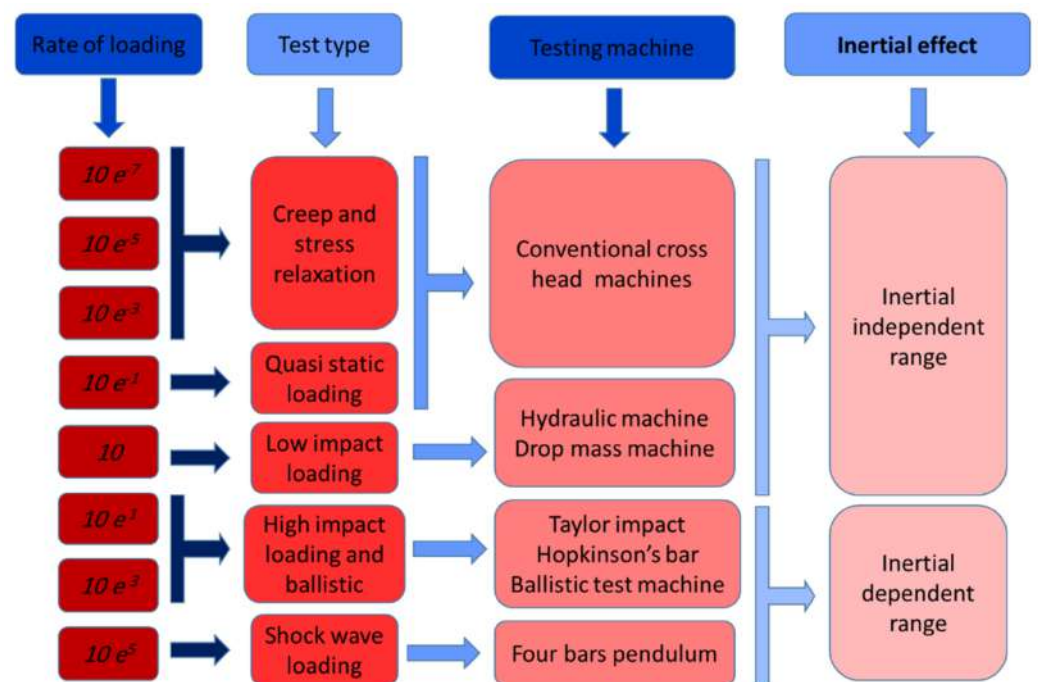 Rate of loading
Test type
Testing machine
Inertial effect
10 e-7
10 e-5
10 e-3
10 e-1
10
10 e1
10 e3
10 e5
Creep and
stress
relaxation
Quasi static
loading
Low impact
loading
High impact
loading and
ballistic
Shock wave
loading
Conventional cross
head machines
Hydraulic machine
Drop mass machine
Taylor impact
Hopkinson's bar
Ballistic test machine
Four bars pendulum
Inertial
independent
range
Inertial
dependent
range